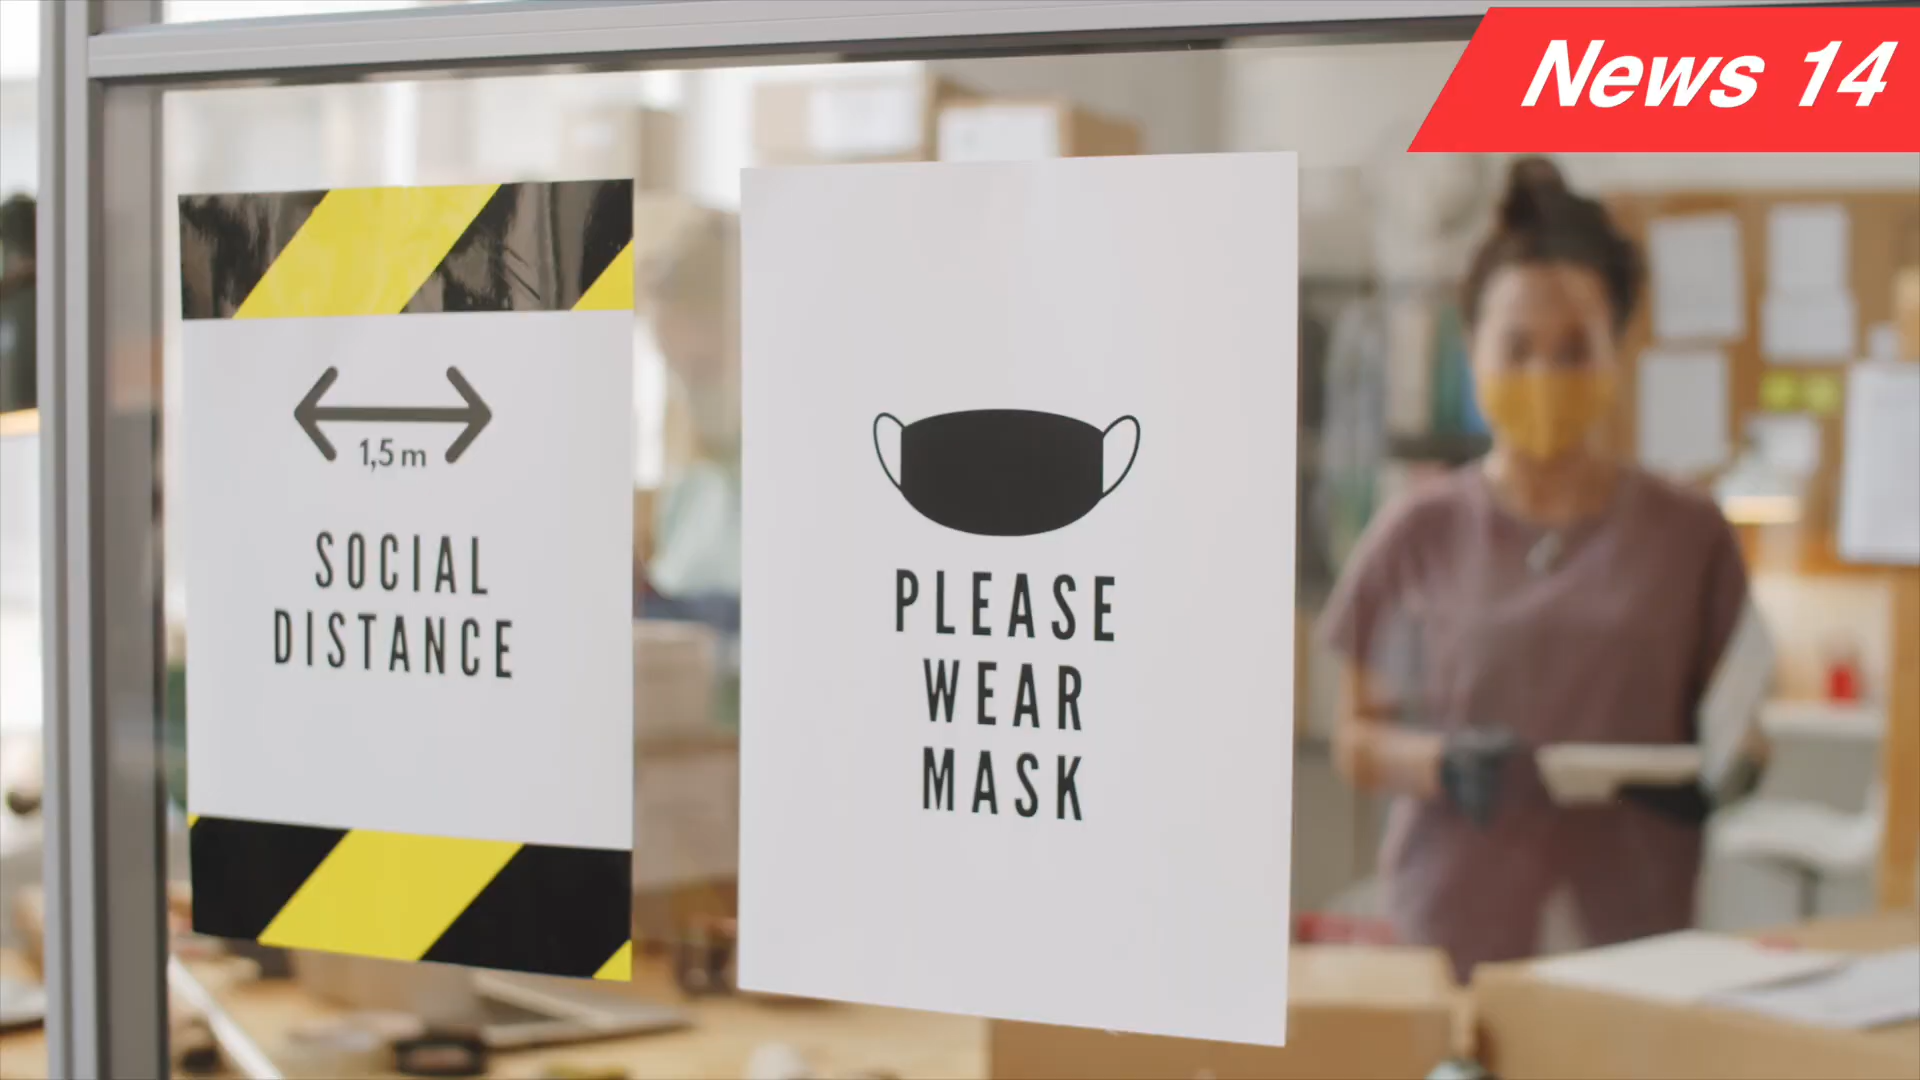 News 14
1,5 m
SOCIAL
DISTANCE
PLEASE
WEAR
MASK